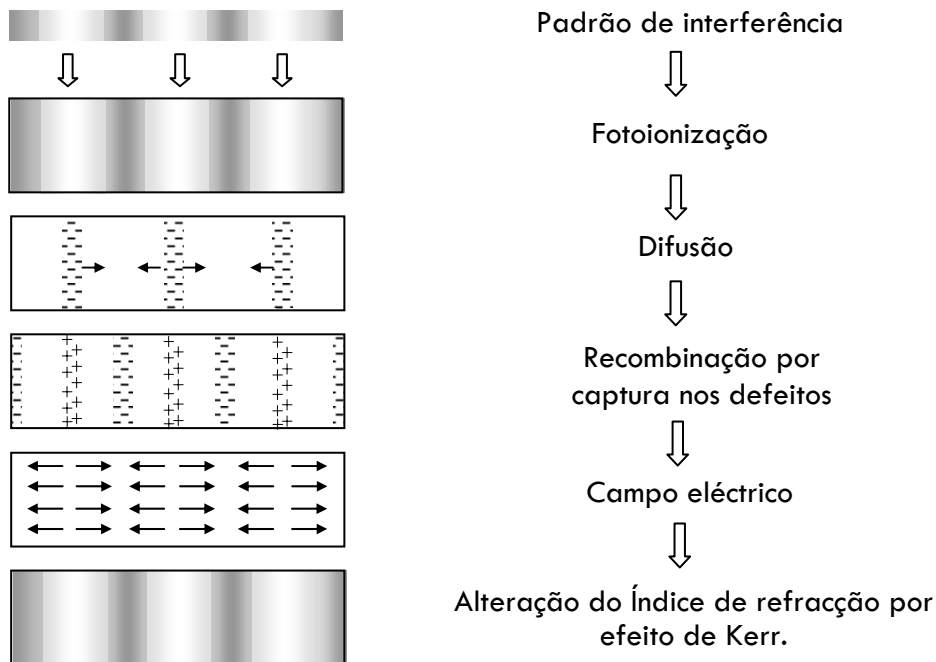 Padrão de interferência
Fotoionização
Difusão
Recombinação por
captura nos defeitos
Campo eléctrico
Alteração do Índice de refracção por
efeito de Kerr.